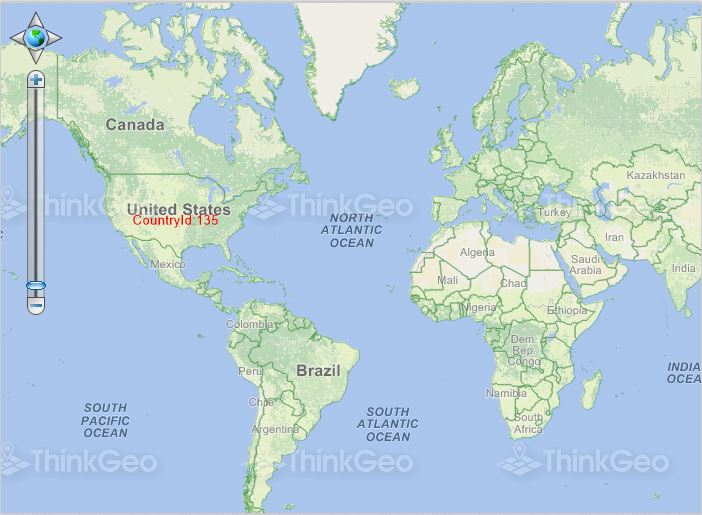 Canada
ThinkGeo
ThinkGeo
ThinkGeo
United States
CountryId:135
Mexico
NORTH
ATLANTIC
OCEAN
Kazakhstan
Turkey
Iran
Algeria
Saudi
Arabia
India
Mali
Chad
Nigeria
Ethiopia
Colombia
Dem.
Rep.
Congo
Peru
Brazil
INDIA
OCEA
Namibia
Chile
SOUTH
PACIFIC
OCEAN
SOUTH
ATLANTIC
OCEAN
South
Africa
Argentina
ThinkGeo
ThinkGeo
ThinkGeo